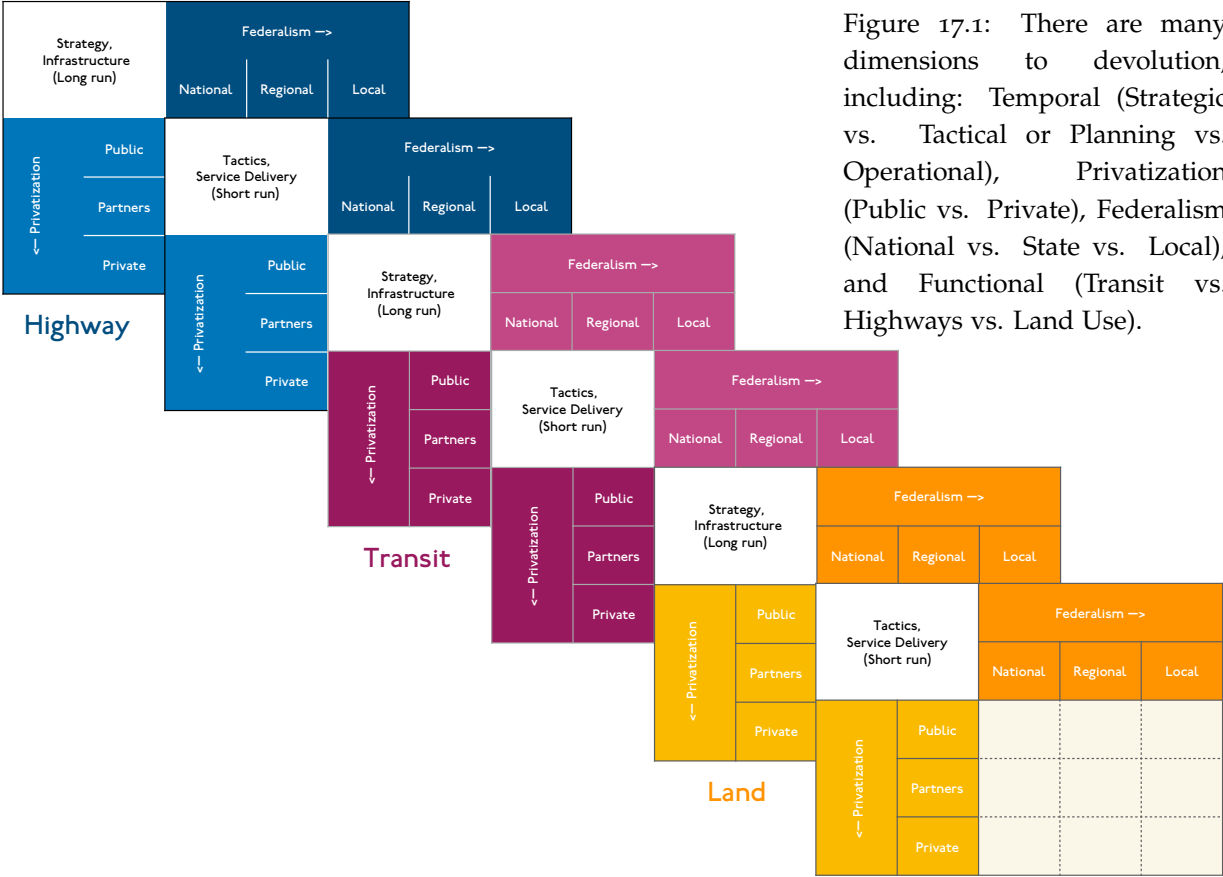 Strategy,
Infrastructure
(Long run)
Federalism —>
National Regional Local
<— Privatization
Public
Partners
Private
Highway
Tactics,
Service Delivery
(Short run)
Federalism —>
National Regional Local
<— Privatization
Public
Partners
Private
Strategy,
Infrastructure
(Long run)
Federalism —>
National Regional Local
<— Privatization
Public
Partners
Private
Transit
Tactics,
Service Delivery
(Short run)
Federalism —>
National Regional Local
<— Privatization
Public
Partners
Private
Strategy,
Infrastructure
(Long run)
Federalism —>
National Regional Local
<— Privatization
Public
Partners
Private
Land
Tactics,
Service Delivery
(Short run)
Federalism —>
National Regional Local
<— Privatization
Public
Partners
Private
Figure 17.1: There are many
dimensions to devolution,
including: Temporal (Strategic
vs. Tactical or Planning vs.
Operational), Privatization
(Public vs. Private), Federalism
(National vs. State vs. Local),
and Functional (Transit vs.
Highways vs. Land Use).